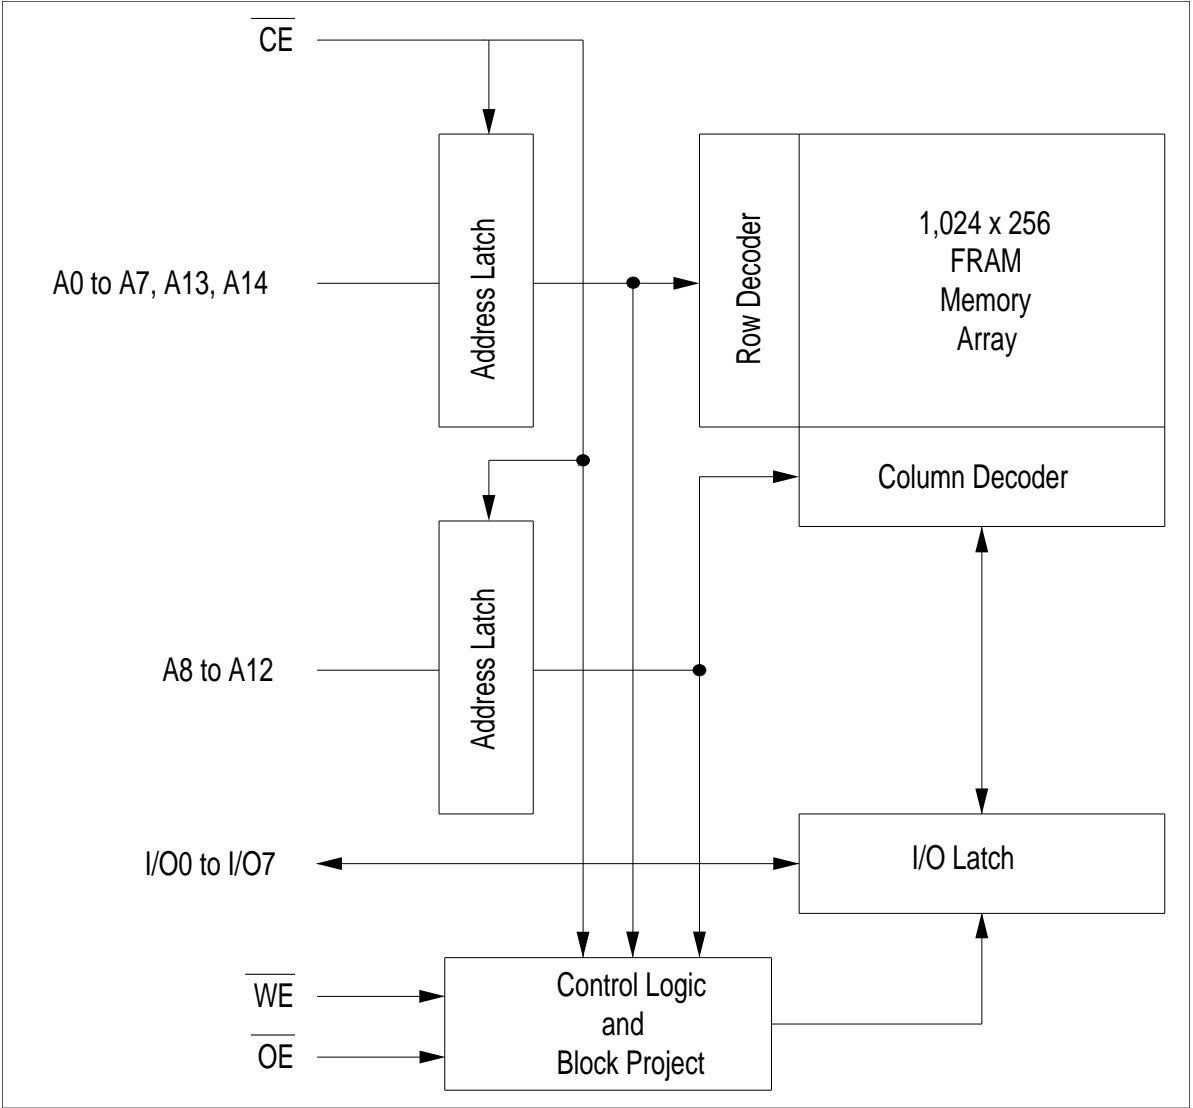 CE
Address Latch
A0 to A7, A13, A14
Row Decoder
1,024 x 256
FRAM
Memory
Array
Column Decoder
Address Latch
A8 to A12
I/O0 to I/O7
I/O Latch
WE
OE
Control Logic
and
Block Project